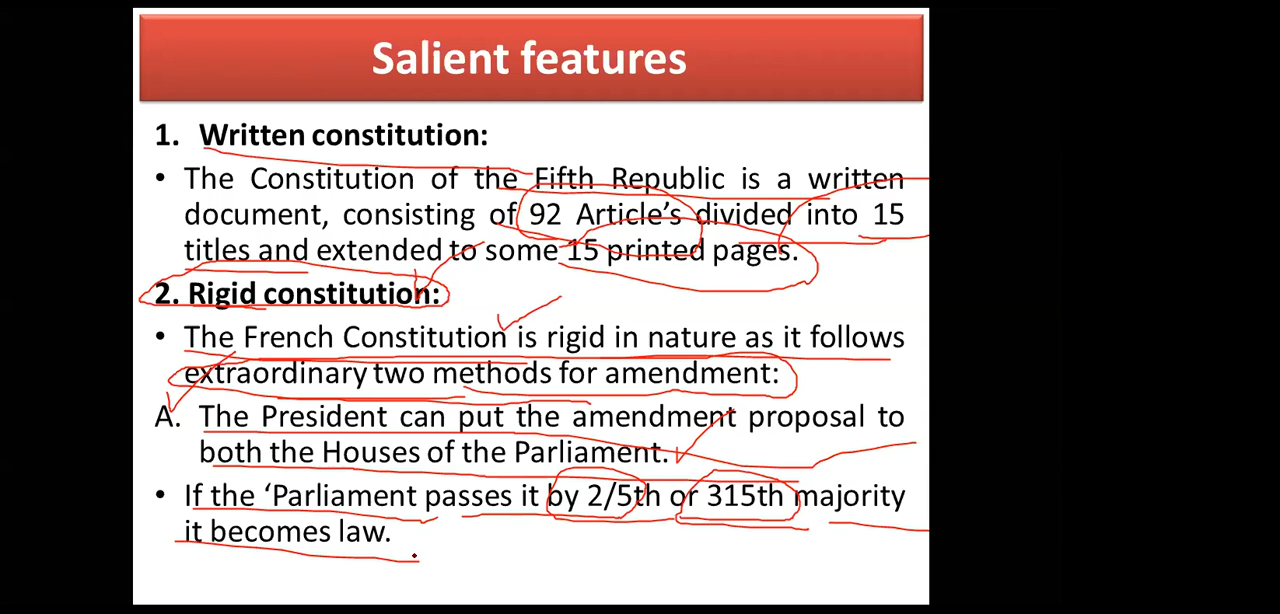 Salient features
1. Written constitution:
• The Constitution of the Fifth Republic is a written
document, consisting of 92 Article's divided into 15
titles and extended to some 15 printed pages.
2. Rigid constitution:
• The French Constitution is rigid in nature as it follows
extraordinary two methods for amendment:
A. The President can put the amendment proposal to
both the Houses of the Parliament.
• If the ‘Parliament passes it by 2/5th or 315th majority
it becomes law.